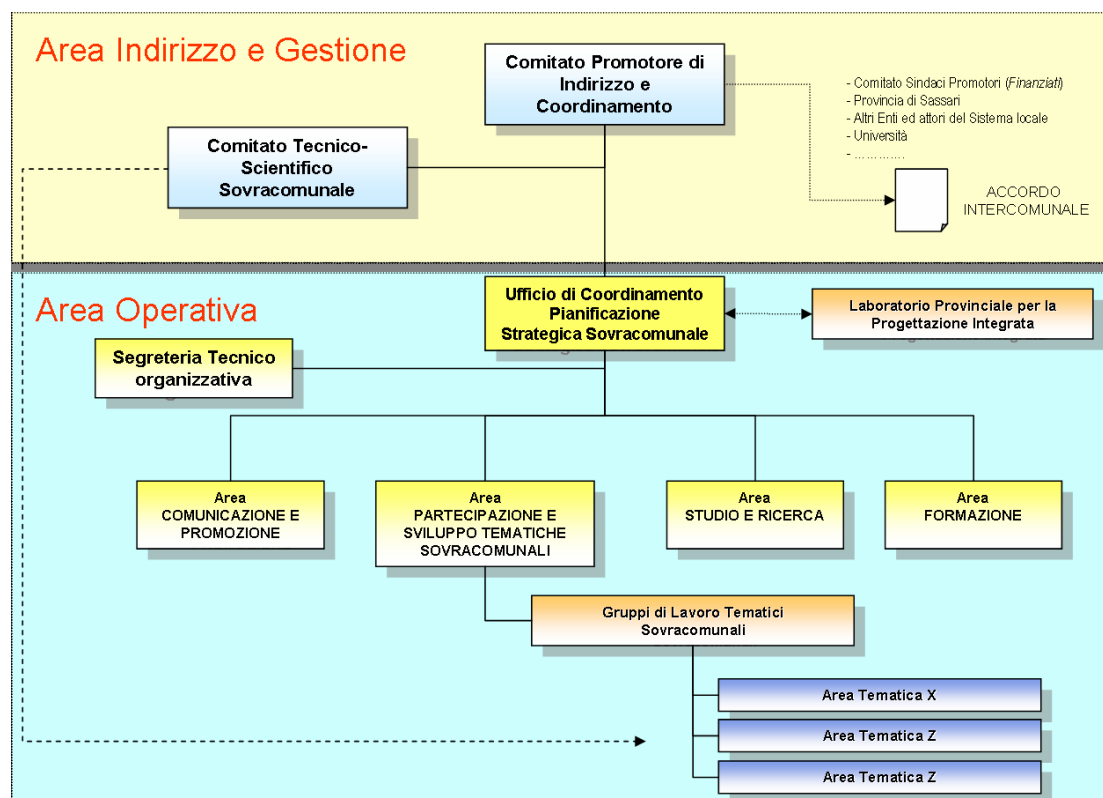 Area Indirizzo e Gestione
Comitato Promotore di
Indirizzo e
Coordinamento
- Comitato Sindaci Promotori (Finanziati)
- Provincia di Sassari
- Altri Enti ed attori del Sistema locale
- Università
- ………….
Comitato Tecnico-
Scientifico
Sovracomunale
ACCORDO
INTERCOMUNALE
Area Operativa
Ufficio di Coordinamento
Pianificazione
Strategica Sovracomunale
Laboratorio Provinciale per la
Progettazione Integrata
Segreteria Tecnico
organizzativa
Area
COMUNICAZIONE E
PROMOZIONE
Area
PARTECIPAZIONE E
SVILUPPO TEMATICHE
SOVRACOMUNALI
Area
STUDIO E RICERCA
Area
FORMAZIONE
Gruppi di Lavoro Tematici
Sovracomunali
Area Tematica X
Area Tematica Z
Area Tematica Z